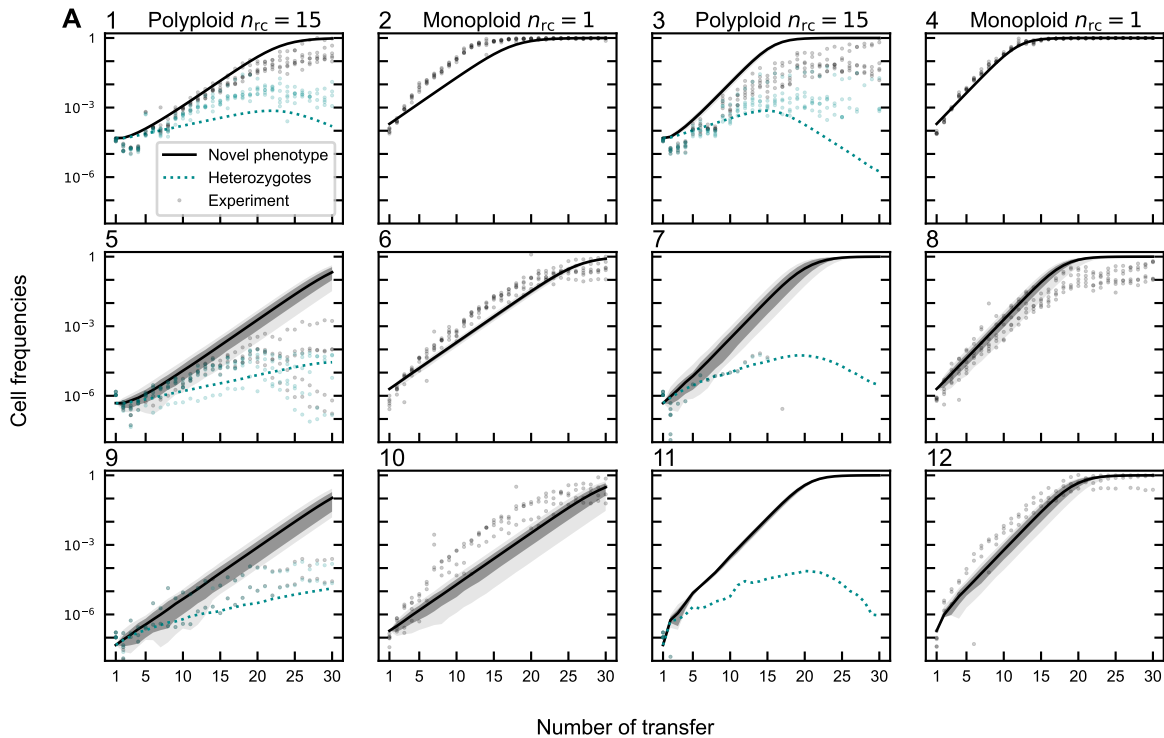 A
1 Polyploid n_rc = 15
2 Monoploid n_rc = 1
3 Polyploid n_rc = 15
4 Monoploid n_rc = 1
1
10⁻³
10⁻⁶
Novel phenotype
Heterozygotes
Experiment
5
6
7
8
1
10⁻³
10⁻⁶
9
10
11
12
1
10⁻³
10⁻⁶
1 5 10 15 20 25 30
1 5 10 15 20 25 30
1 5 10 15 20 25 30
1 5 10 15 20 25 30
Cell frequencies
Number of transfer